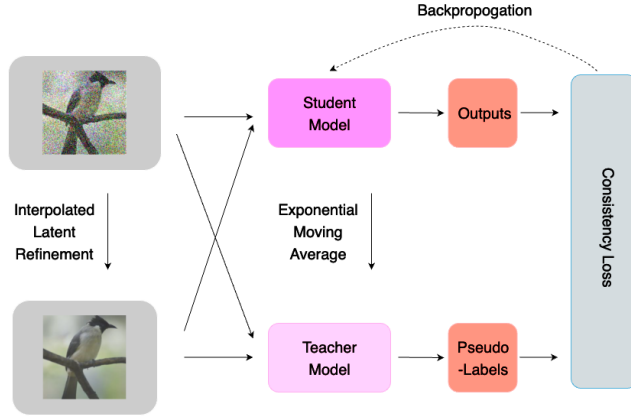 Backpropogation
Student
Model
Outputs
Consistency Loss
Interpolated
Latent
Refinement
Exponential
Moving
Average
Teacher
Model
Pseudo
-Labels